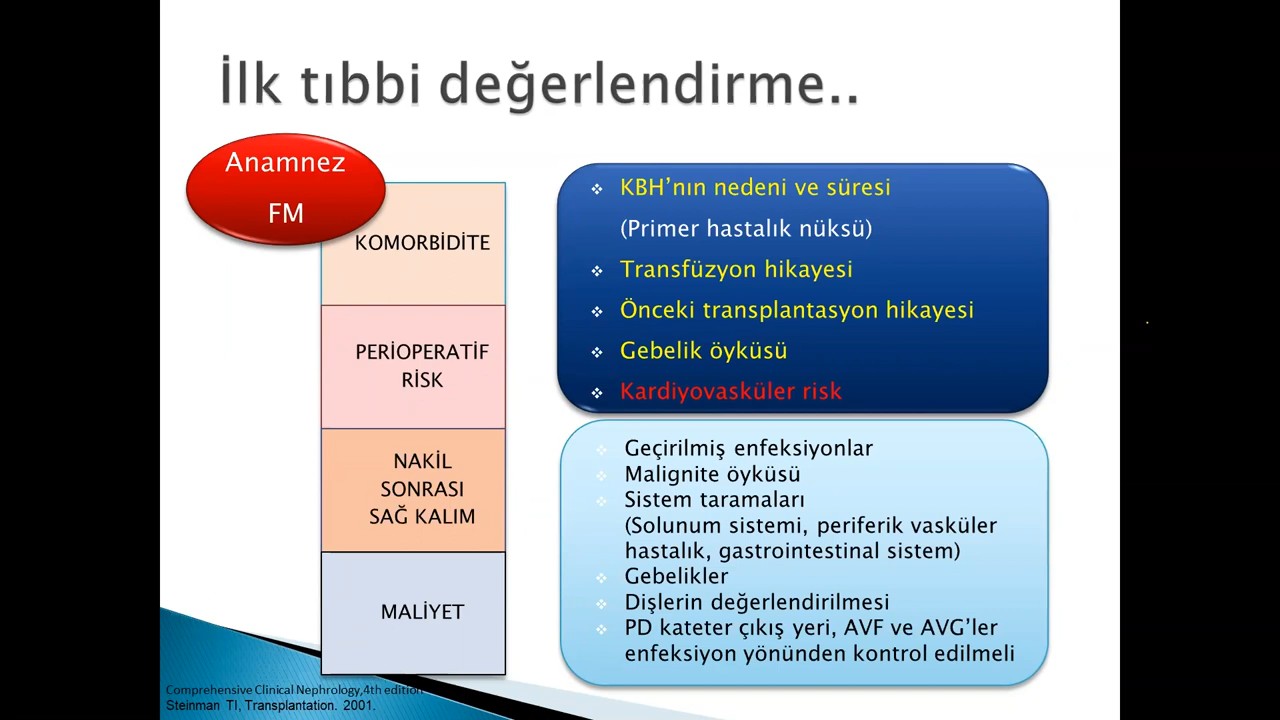 İlk tıbbi değerlendirme..
Anamnez
FM
KOMORBİDİTE
PERİOPERATİF
RİSK
NAKİL
SONRASI
SAĞ KALIM
MALİYET
KBH’nın nedeni ve süresi
(Primer hastalık nüksü)
Transfüzyon hikayesi
Önceki transplantasyon hikayesi
Gebelik öyküsü
Kardiyovasküler risk
Geçirilmiş enfeksiyonlar
Malignite öyküsü
Sistem taramaları
(Solunum sistemi, periferik vasküler
hastalık, gastrointestinal sistem)
Gebelikler
Dişlerin değerlendirilmesi
PD kateter çıkış yeri, AVF ve AVG’ler
enfeksiyon yönünden kontrol edilmeli
Comprehensive Clinical Nephrology,4th edition
Steinman TI, Transplantation. 2001.